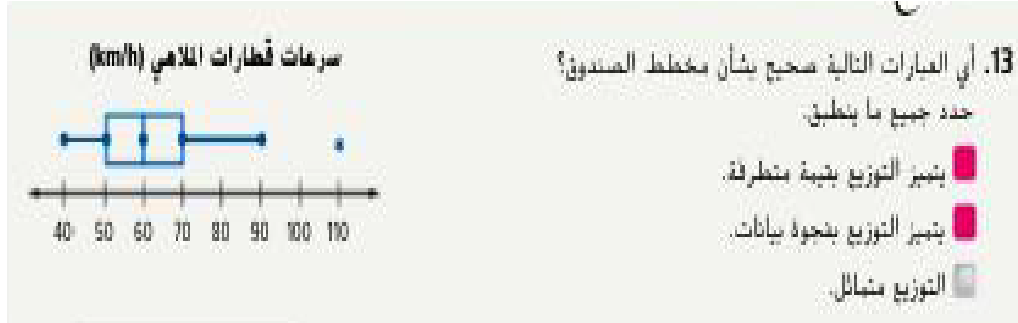 13. أي العبارات التالية صحيح بشأن مخطط الصندوق؟
حدد جميع ما ينطبق.
يتميز التوزيع بقيمة متطرفة.
يتميز التوزيع بفجوة بيانات.
التوزيع متماثل.
سرعات قطارات الملاهي (km/h)
40 50 60 70 80 90 100 110